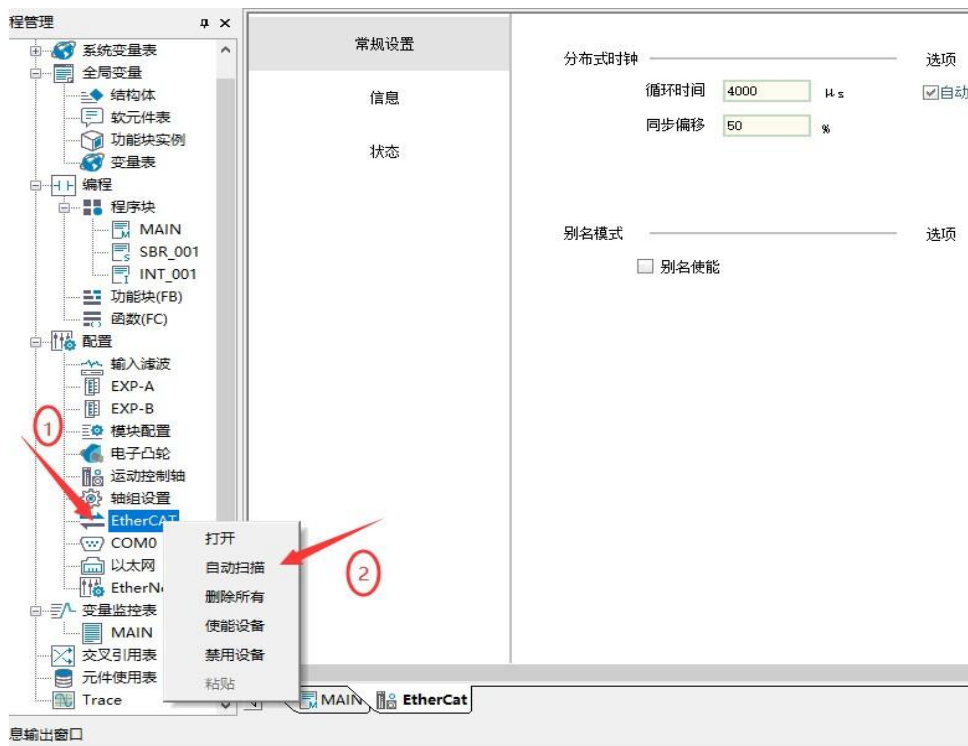 程管理
系统变量表
全局变量
结构体
软元件表
功能块实例
变量表
编程
程序块
MAIN
SBR_001
INT_001
功能块(FB)
函数(FC)
配置
输入滤波
EXP-A
EXP-B
模块配置
电子凸轮
运动控制轴
轴组设置
EtherCAT
COM0
以太网
EtherNe
变量监控表
MAIN
交叉引用表
元件使用表
Trace
1
打开
自动扫描
删除所有
使能设备
禁用设备
粘贴
2
常规设置
信息
状态
分布式时钟
选项
循环时间 4000 μs
自动
同步偏移 50 %
别名模式
选项
别名使能
MAIN
EtherCat
息输出窗口